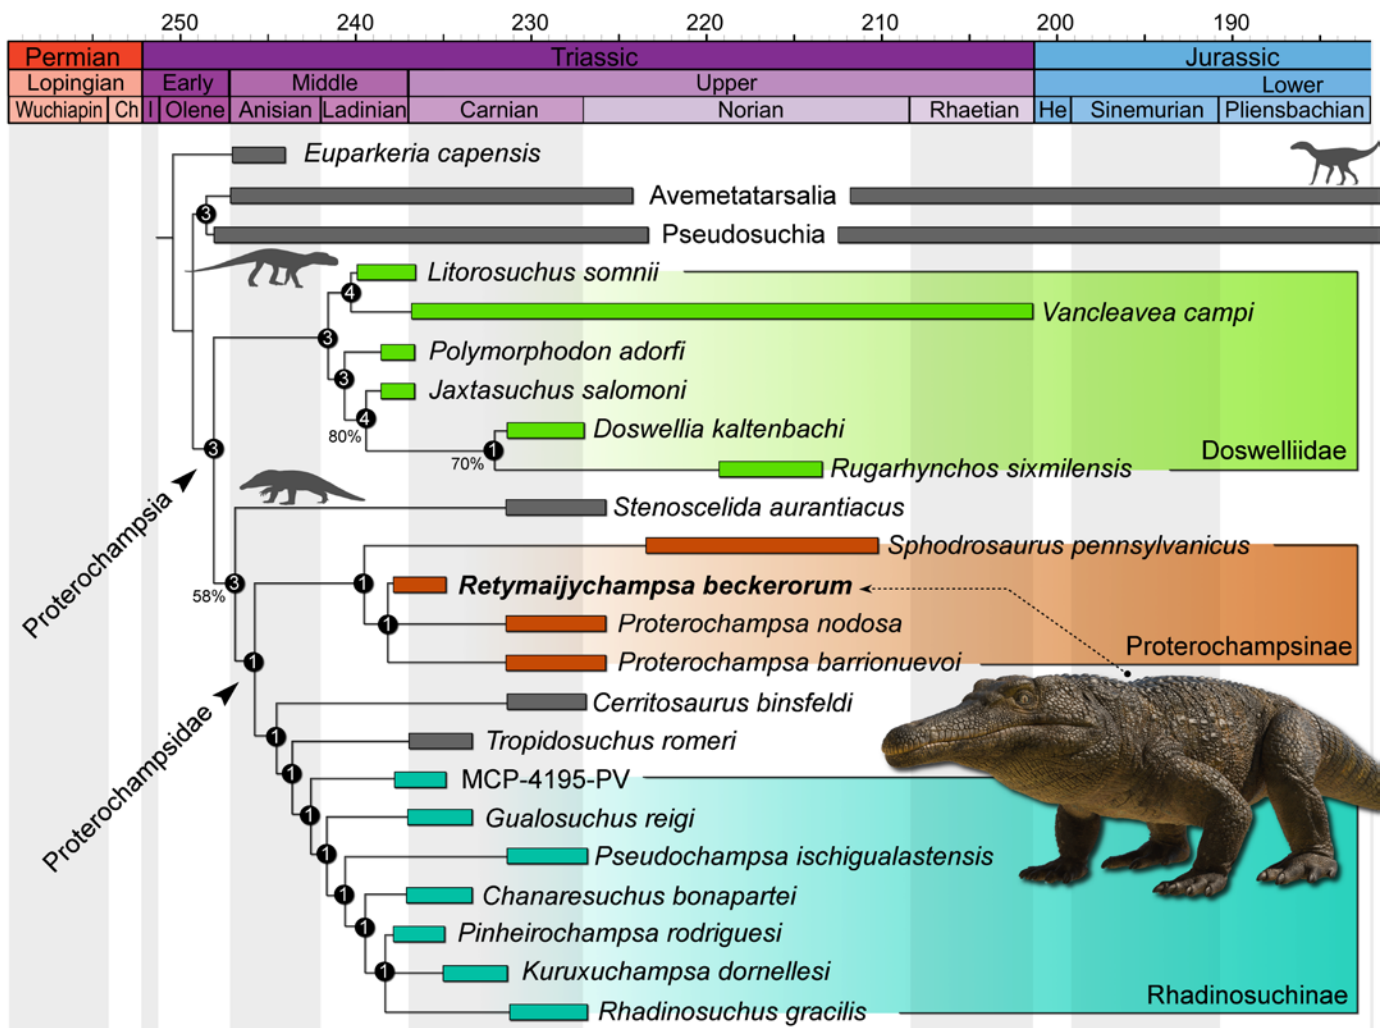 250 240 230 220 210 200 190
Permian Triassic Jurassic
Lopingian Early Middle Upper Lower
Wuchiapin Ch I Olene Anisian Ladinian Carnian Norian Rhaetian He Sinemurian Pliensbachian
Euparkeria capensis
Avemetatarsalia
3
Pseudosuchia
Litorosuchus somnii
4
Vancleavea campi
3
Polymorphodon adorfi
3
Jaxtasuchus salomoni
4
80%
Doswellia kaltenbachi
1
70%
Doswelliidae
3
Rugarhynchos sixmilensis
Proterochampsia
Stenoscelida aurantiacus
Sphodrosaurus pennsylvanicus
3
58%
1
Retymaijychampsa beckerorum
1
Proterochampsa nodosa
Proterochampsinae
1
Proterochampsa barrionuevoi
Proterochampsidae
Cerritosaurus binsfeldi
1
Tropidosuchus romeri
1
MCP-4195-PV
1
Gualosuchus reigi
1
Pseudochampsa ischigualastensis
1
Chanaresuchus bonapartei
1
Pinheirochampsa rodriguesi
1
Kuruxuchampsa dornellesi
Rhadinosuchinae
Rhadinosuchus gracilis